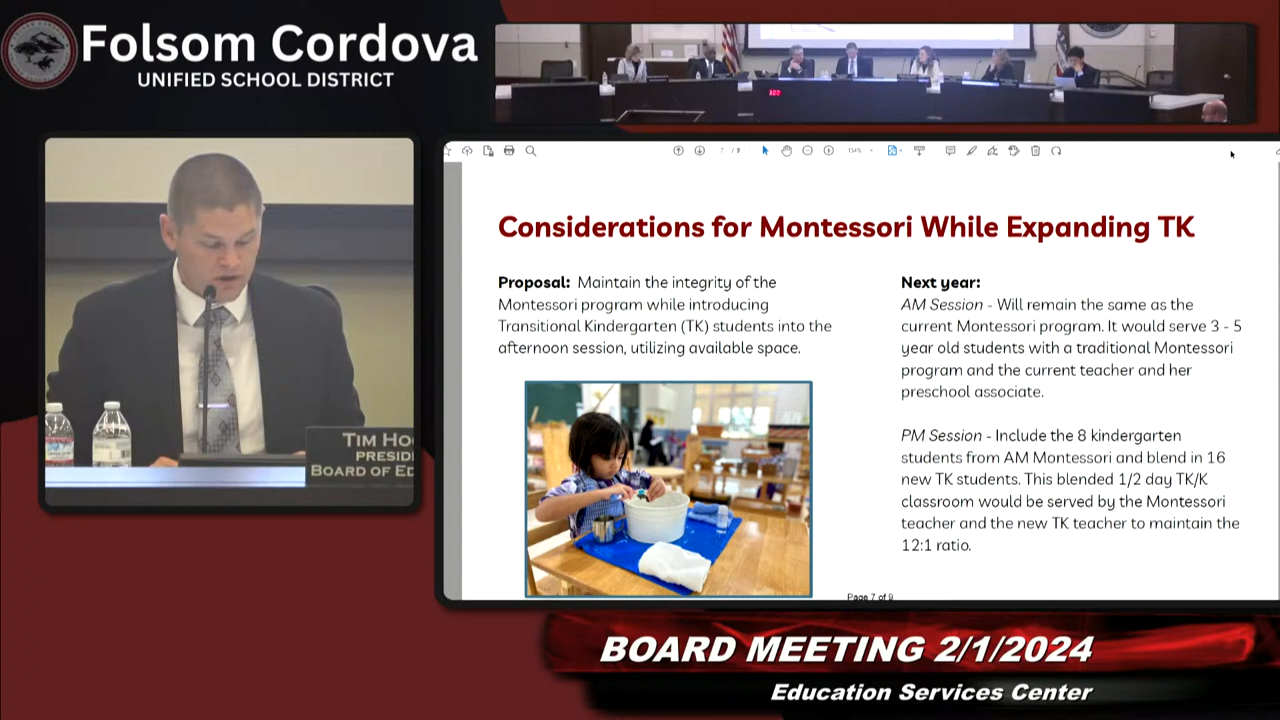 Folsom Cordova
UNIFIED SCHOOL DISTRICT
TIM HO
PRESID
BOARD OF ED
Considerations for Montessori While Expanding TK
Proposal: Maintain the integrity of the
Montessori program while introducing
Transitional Kindergarten (TK) students into the
afternoon session, utilizing available space.
Next year:
AM Session - Will remain the same as the
current Montessori program. It would serve 3 - 5
year old students with a traditional Montessori
program and the current teacher and her
preschool associate.
PM Session - Include the 8 kindergarten
students from AM Montessori and blend in 16
new TK students. This blended 1/2 day TK/K
classroom would be served by the Montessori
teacher and the new TK teacher to maintain the
12:1 ratio.
Page 7 of 9
BOARD MEETING 2/1/2024
Education Services Center